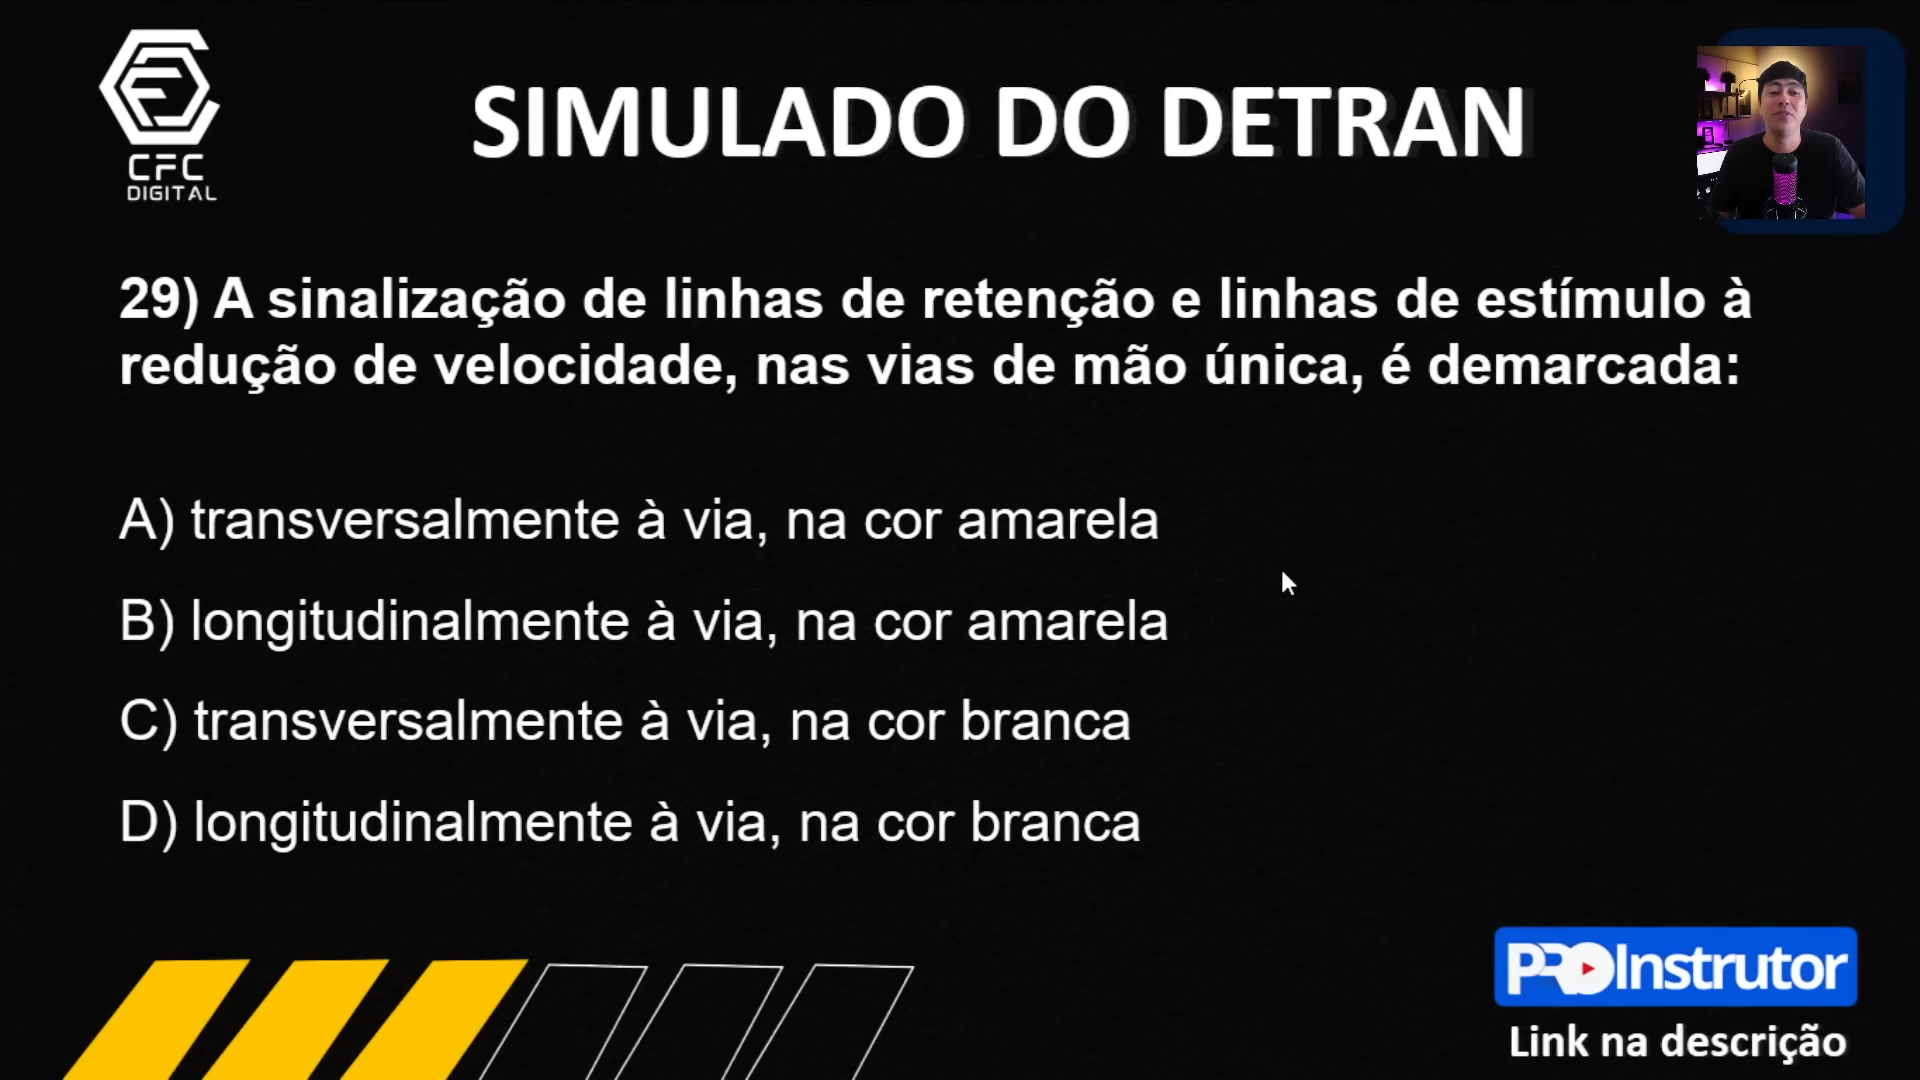 CFC
DIGITAL
SIMULADO DO DETRAN
29) A sinalização de linhas de retenção e linhas de estímulo à
redução de velocidade, nas vias de mão única, é demarcada:
A) transversalmente à via, na cor amarela
B) longitudinalmente à via, na cor amarela
C) transversalmente à via, na cor branca
D) longitudinalmente à via, na cor branca
PROInstrutor
Link na descrição